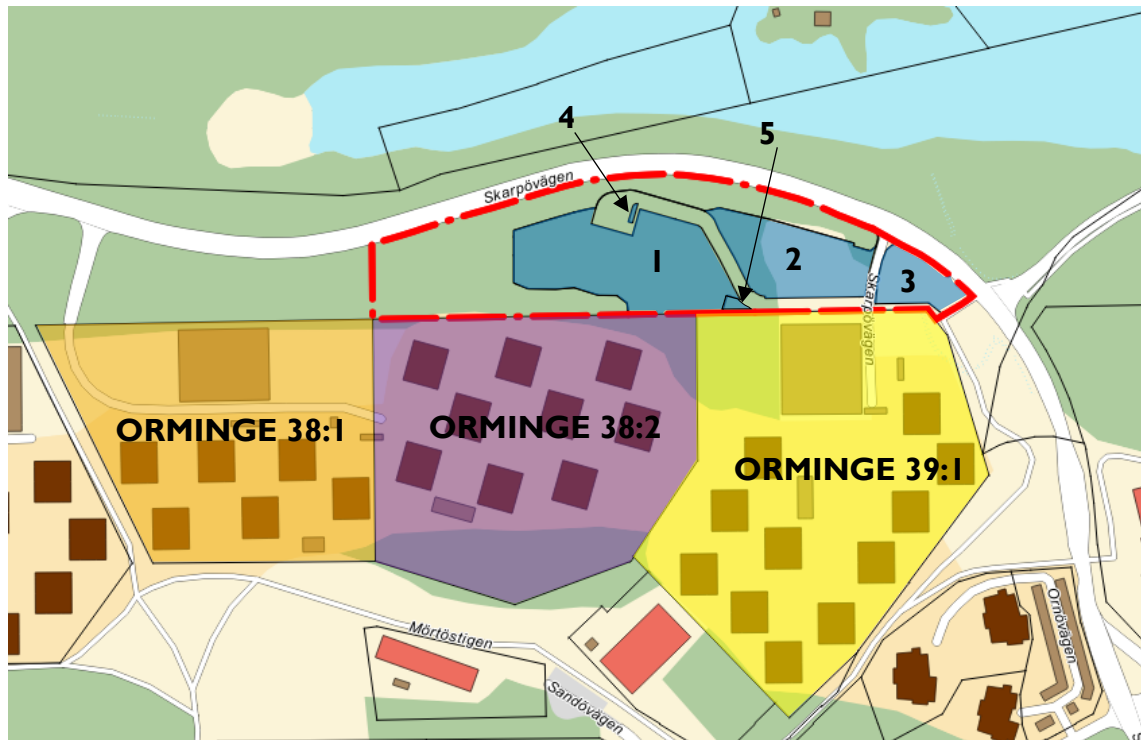 4
5
Skarpövägen
1
2
3
Skarpövägen
ORMINGE 38:1
ORMINGE 38:2
ORMINGE 39:1
Mörtöstigen
Sandövägen
Ornövägen
S